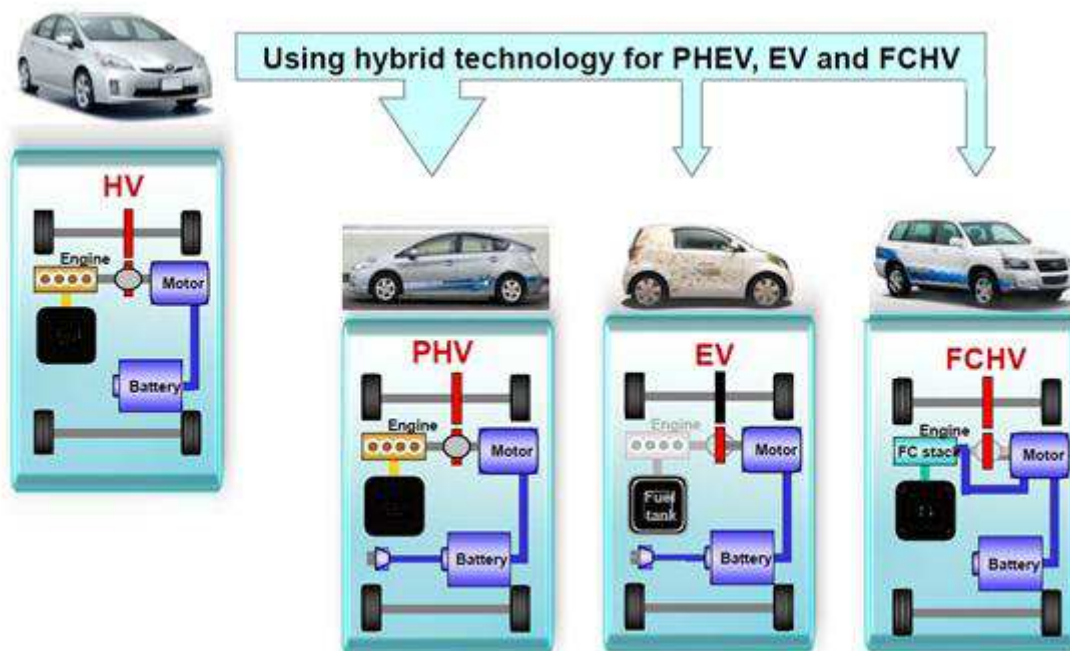 Using hybrid technology for PHEV, EV and FCHV
HV
Engine
Motor
Battery
PHV
Engine
Motor
Battery
EV
Engine
Motor
Fuel
tank
Battery
FCHV
Engine
FC stack
Motor
Battery